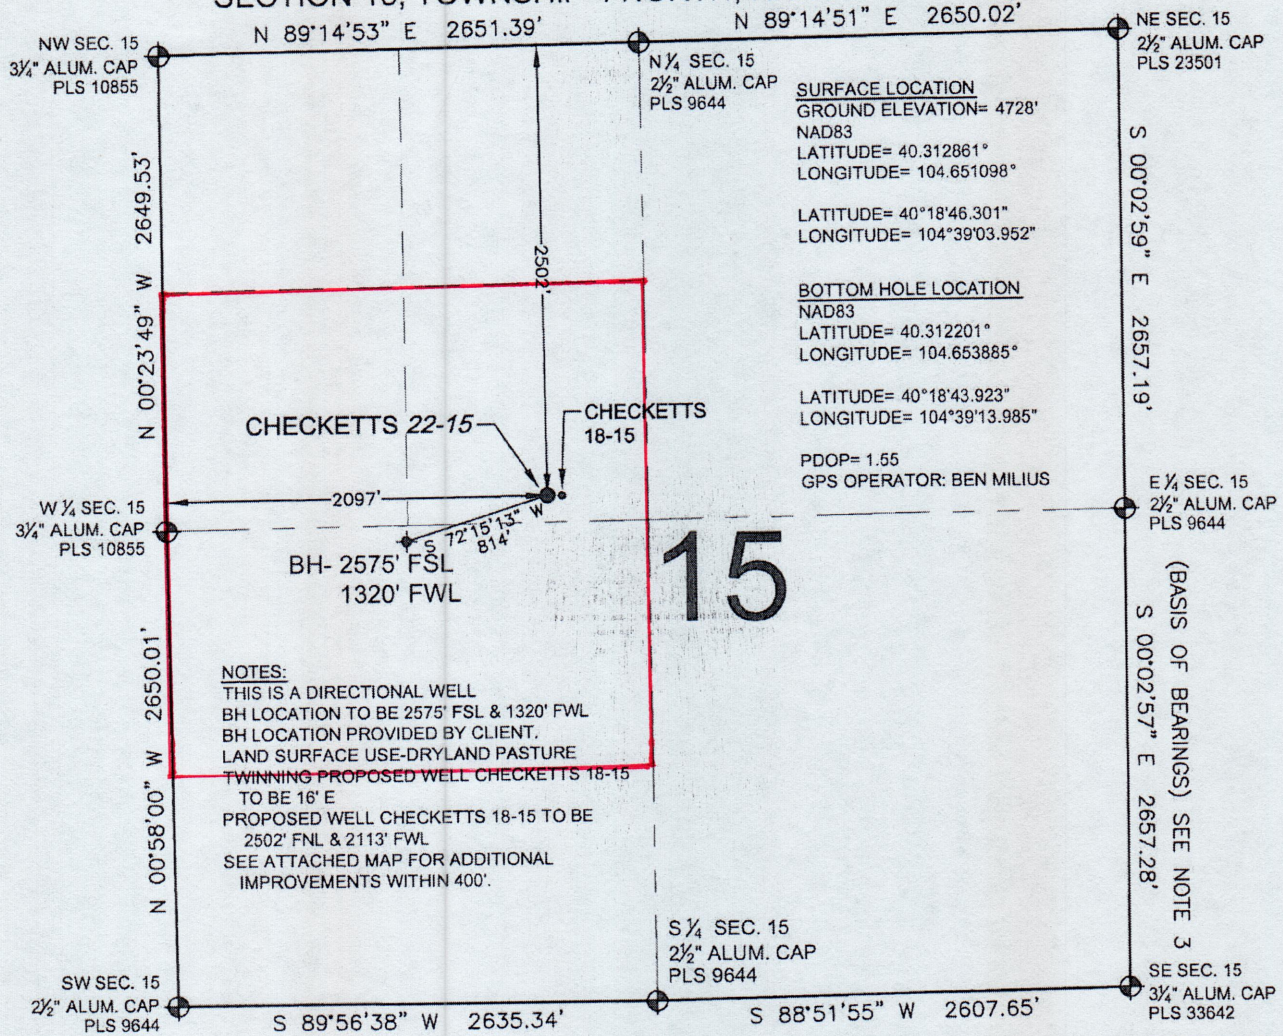 N 89°14'53" E 2651.39'
N 89°14'51" E 2650.02'
NW SEC. 15
3¼" ALUM. CAP
PLS 10855
N ¼ SEC. 15
2½" ALUM. CAP
PLS 9644
NE SEC. 15
2½" ALUM. CAP
PLS 23501
SURFACE LOCATION
GROUND ELEVATION= 4728'
NAD83
LATITUDE= 40.312861°
LONGITUDE= 104.651098°
LATITUDE= 40°18'46.301"
LONGITUDE= 104°39'03.952"
BOTTOM HOLE LOCATION
NAD83
LATITUDE= 40.312201°
LONGITUDE= 104.653885°
LATITUDE= 40°18'43.923"
LONGITUDE= 104°39'13.985"
PDOP= 1.55
GPS OPERATOR: BEN MILIUS
N 00°23'49" W 2649.53'
S 00°02'59" E 2657.19'
2502'
CHECKETTS 22-15
CHECKETTS
18-15
2097'
S 72°15'13" W
814'
BH- 2575' FSL
1320' FWL
W ¼ SEC. 15
3¼" ALUM. CAP
PLS 10855
15
E ¼ SEC. 15
2½" ALUM. CAP
PLS 9644
N 00°58'00" W 2650.01'
S 00°02'57" E 2657.28'
(BASIS OF BEARINGS) SEE NOTE 3
NOTES:
THIS IS A DIRECTIONAL WELL
BH LOCATION TO BE 2575' FSL & 1320' FWL
BH LOCATION PROVIDED BY CLIENT.
LAND SURFACE USE-DRYLAND PASTURE
TWINNING PROPOSED WELL CHECKETTS 18-15
TO BE 16' E
PROPOSED WELL CHECKETTS 18-15 TO BE
2502' FNL & 2113' FWL
SEE ATTACHED MAP FOR ADDITIONAL
IMPROVEMENTS WITHIN 400'.
SW SEC. 15
2½" ALUM. CAP
PLS 9644
S ¼ SEC. 15
2½" ALUM. CAP
PLS 9644
SE SEC. 15
3¼" ALUM. CAP
PLS 33642
S 89°56'38" W 2635.34'
S 88°51'55" W 2607.65'